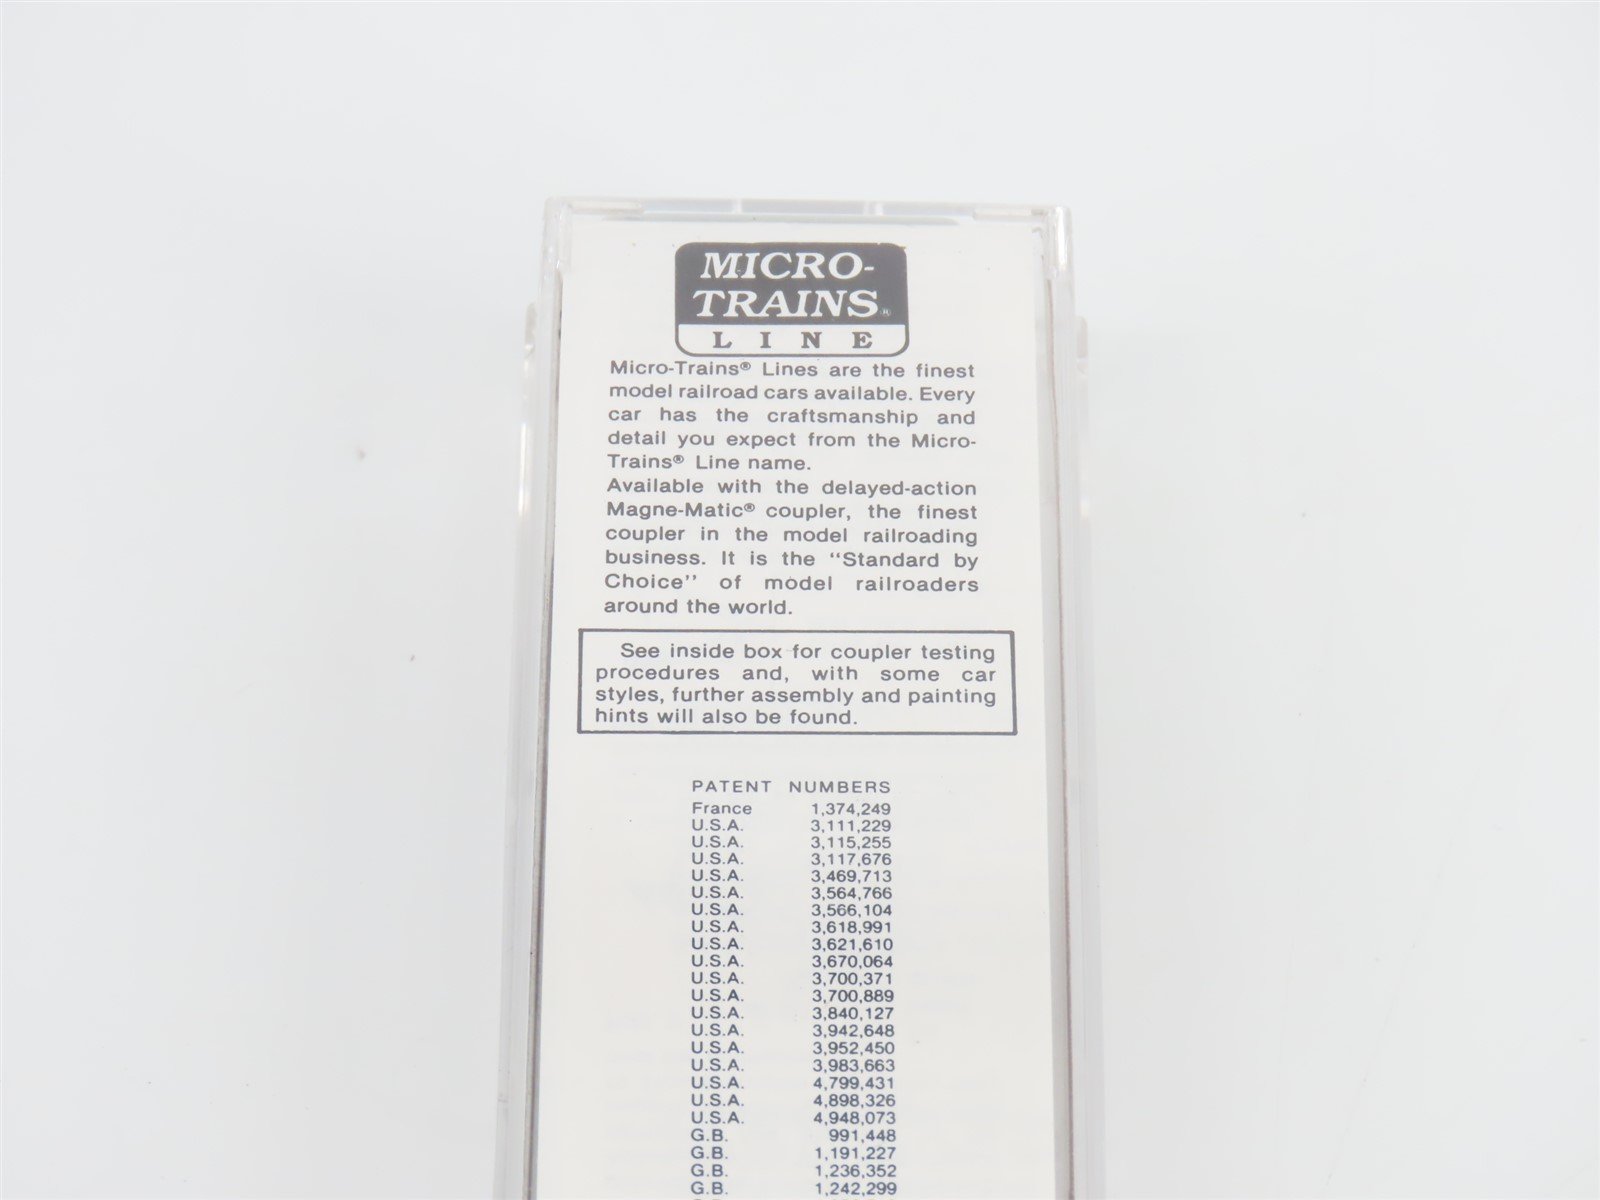 MICRO-
TRAINS®
LINE
Micro-Trains® Lines are the finest
model railroad cars available. Every
car has the craftsmanship and
detail you expect from the Micro-
Trains® Line name.
Available with the delayed-action
Magne-Matic® coupler, the finest
coupler in the model railroading
business. It is the "Standard by
Choice" of model railroaders
around the world.
See inside box for coupler testing
procedures and, with some car
styles, further assembly and painting
hints will also be found.
PATENT NUMBERS
France 1,374,249
U.S.A. 3,111,229
U.S.A. 3,115,255
U.S.A. 3,117,676
U.S.A. 3,469,713
U.S.A. 3,564,766
U.S.A. 3,566,104
U.S.A. 3,618,991
U.S.A. 3,621,610
U.S.A. 3,670,064
U.S.A. 3,700,371
U.S.A. 3,700,889
U.S.A. 3,840,127
U.S.A. 3,942,648
U.S.A. 3,952,450
U.S.A. 3,983,663
U.S.A. 4,799,431
U.S.A. 4,898,326
U.S.A. 4,948,073
G.B. 991,448
G.B. 1,191,227
G.B. 1,236,352
G.B. 1,242,299